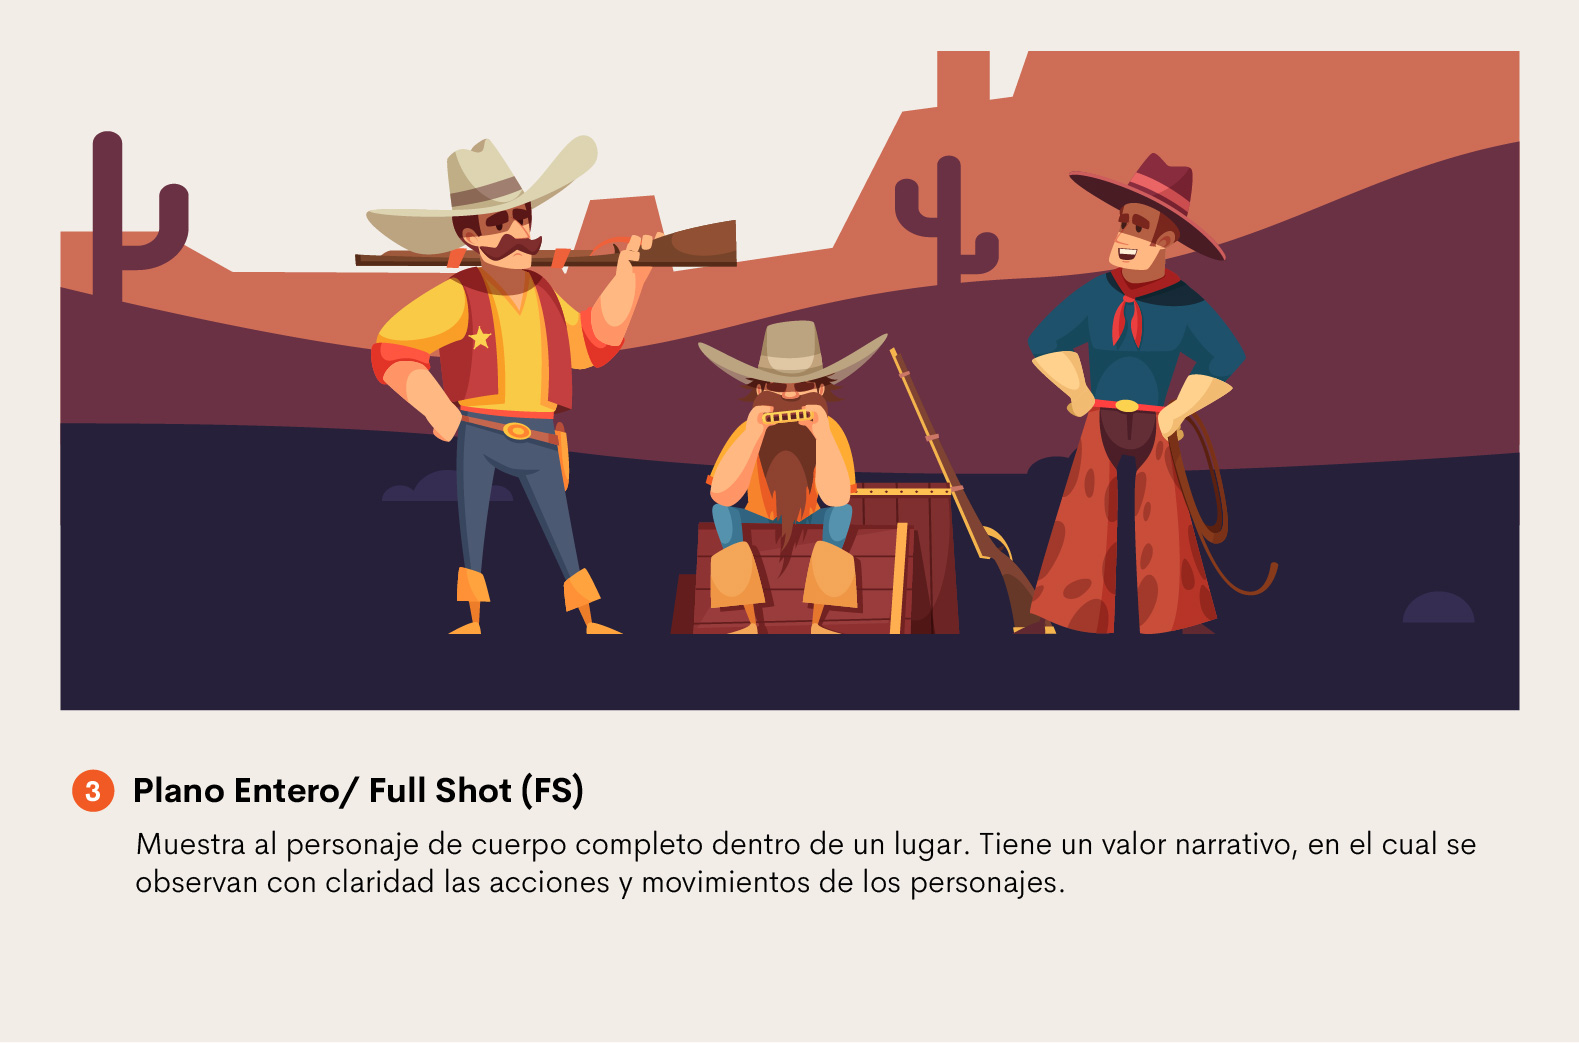 3 Plano Entero/ Full Shot (FS)
Muestra al personaje de cuerpo completo dentro de un lugar. Tiene un valor narrativo, en el cual se
observan con claridad las acciones y movimientos de los personajes.